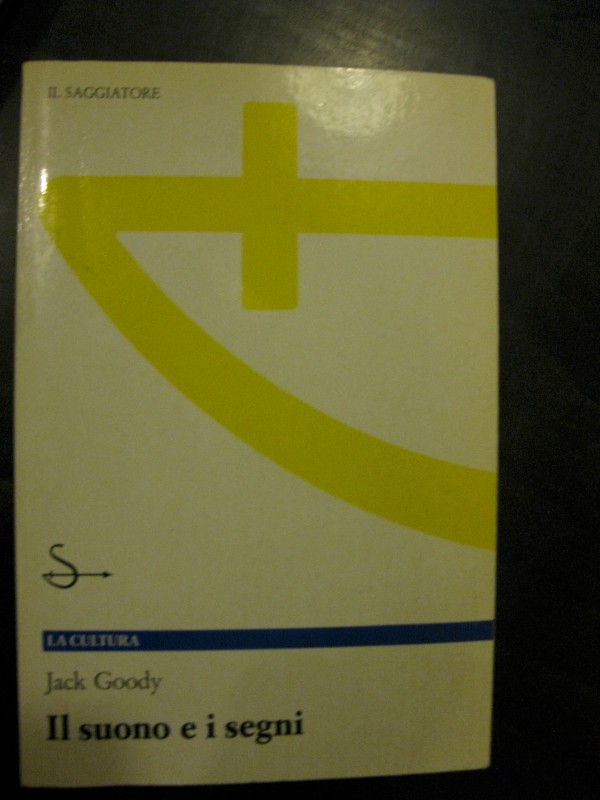 IL SAGGIATORE
LA CULTURA
Jack Goody
Il suono e i segni